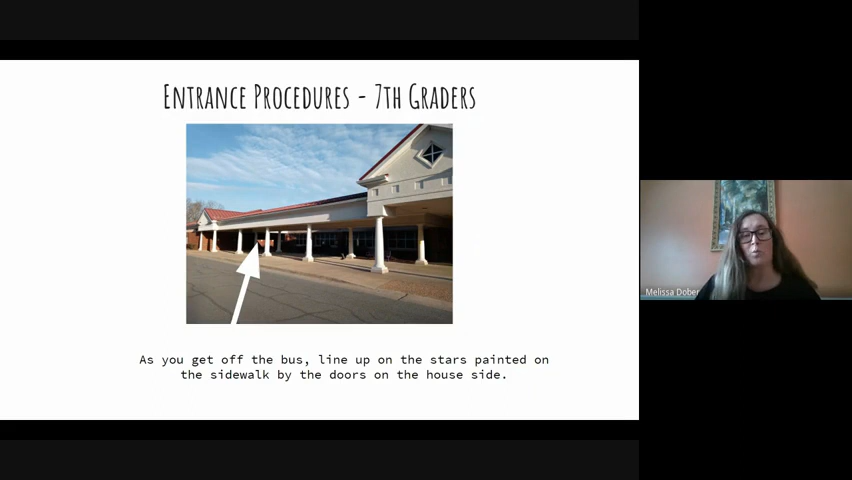 ENTRANCE PROCEDURES - 7TH GRADERS
As you get off the bus, line up on the stars painted on
the sidewalk by the doors on the house side.
Melissa Dober